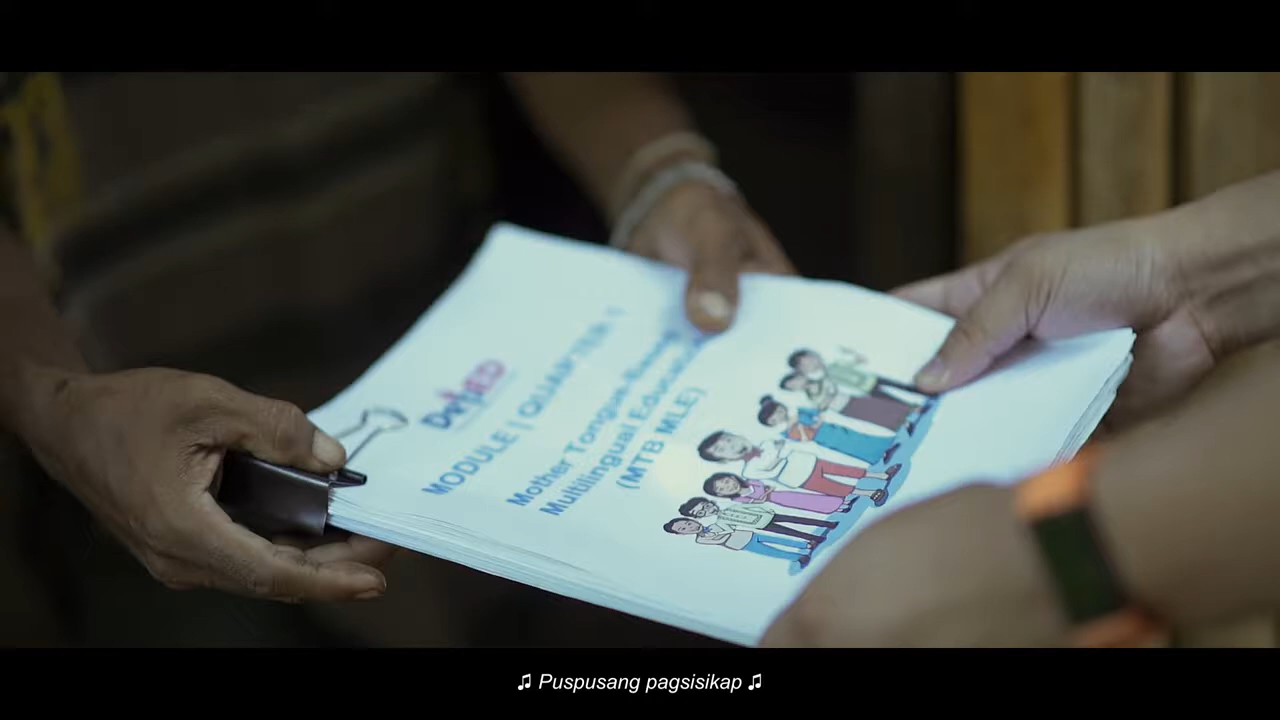 DepED
MODULE | QUARTER 1
Mother Tongue-Based
Multilingual Education
(MTB MLE)
♫ Puspusang pagsisikap ♫